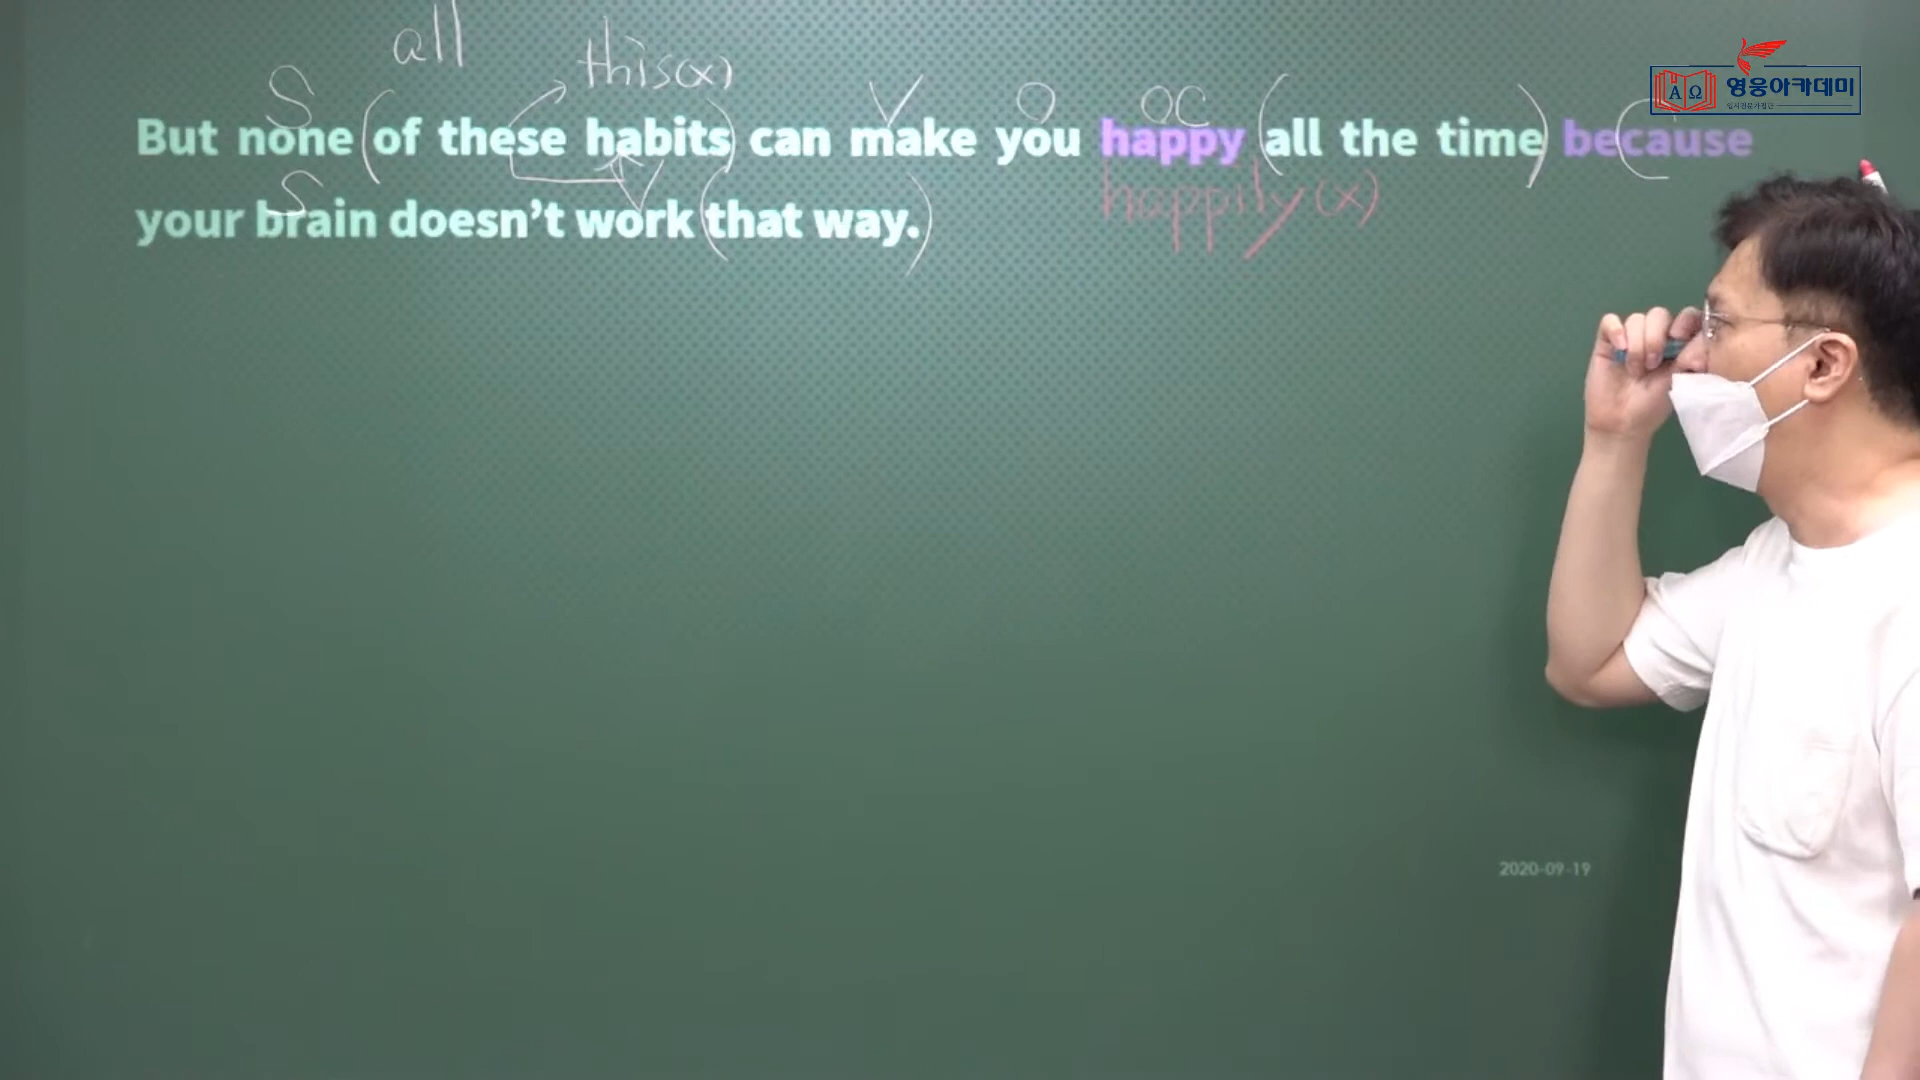 all
this(x)
S V O OC
But none (of these habits) can make you happy (all the time) because
S V
your brain doesn't work (that way.)
happily(x)
영웅아카데미
A Ω
2020-09-19